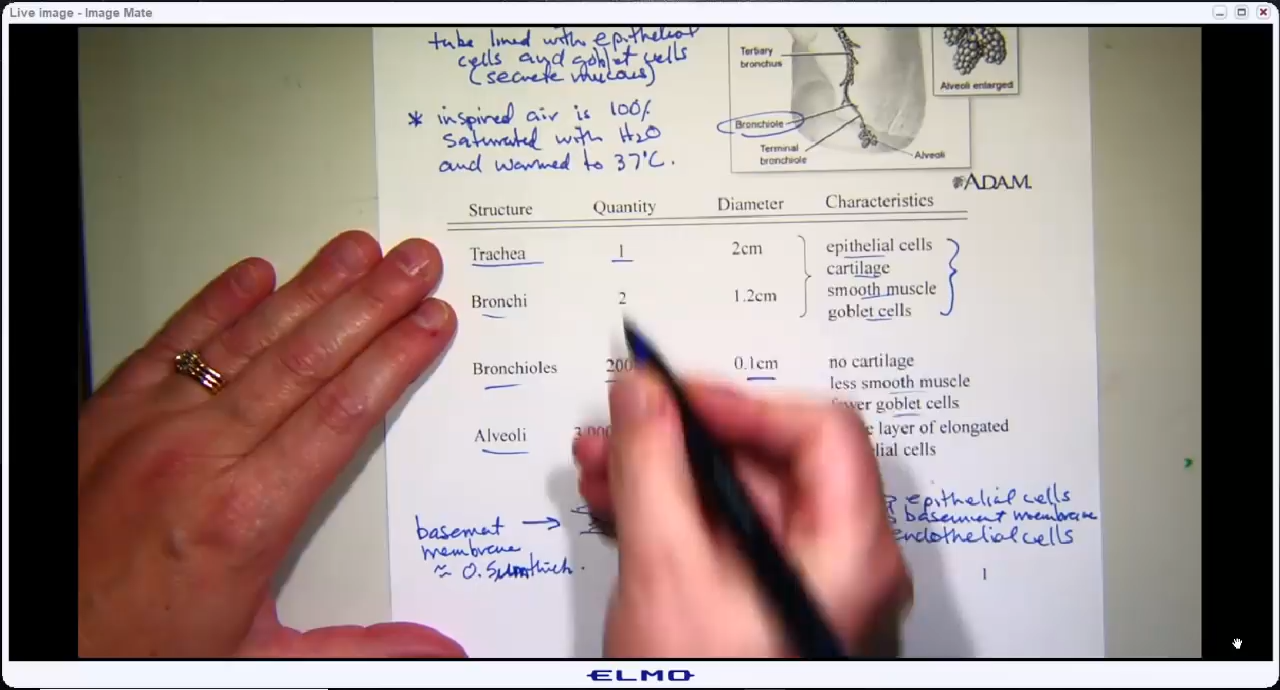 Live image - Image Mate
tube lined with epithelial
cells and goblet cells
(secrete mucous)
* inspired air is 100%
saturated with H2O
and warmed to 37°C.
Tertiary
bronchus
Bronchiole
Terminal
bronchiole
Alveoli
Alveoli enlarged
ADAM.
Structure Quantity Diameter Characteristics
Trachea 1 2cm epithelial cells
cartilage
Bronchi 2 1.2cm smooth muscle
goblet cells
Bronchioles 200 0.1cm no cartilage
less smooth muscle
goblet cells
Alveoli layer of elongated
cells
basement →
membrane
≈ 0.5µm thick.
epithelial cells
basement membrane
endothelial cells
1
ELMO